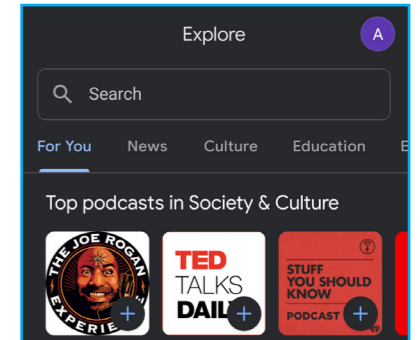 Explore
A
Search
For You News Culture Education E
Top podcasts in Society & Culture
THE JOE ROGAN
EXPERIENCE
TED
TALKS
DAILY
STUFF
YOU SHOULD
KNOW
PODCAST